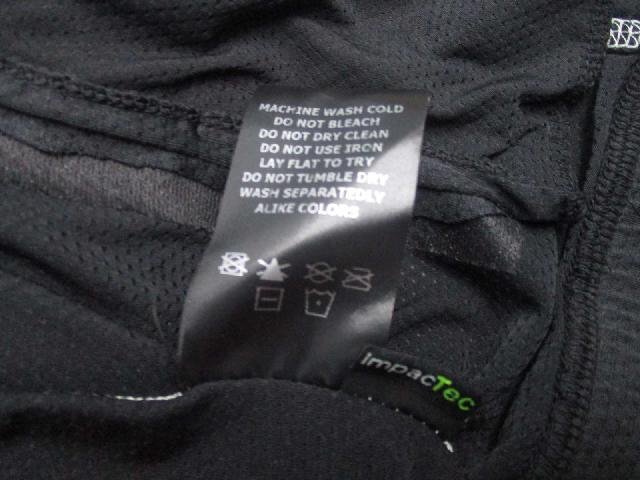 MACHINE WASH COLD
DO NOT BLEACH
DO NOT DRY CLEAN
DO NOT USE IRON
LAY FLAT TO TRY
DO NOT TUMBLE DRY
WASH SEPARATEDLY
ALIKE COLORS
ImpacTec